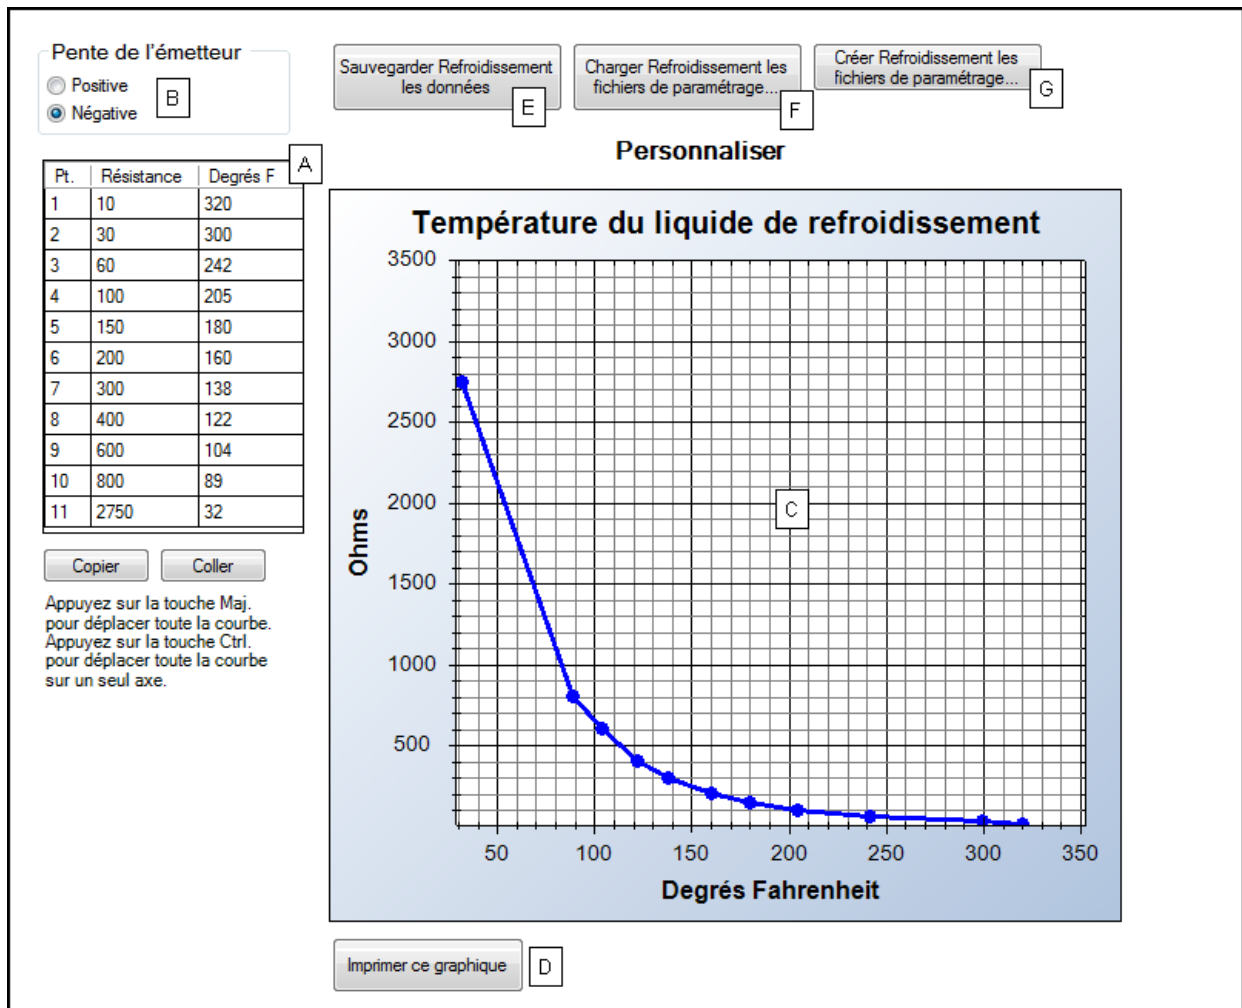 Pente de l'émetteur
Positive
Négative
B
Sauvegarder Refroidissement
les données
E
Charger Refroidissement les
fichiers de paramétrage...
F
Créer Refroidissement les
fichiers de paramétrage...
G
Personnaliser
A
Pt. Résistance Degrés F
1 10 320
2 30 300
3 60 242
4 100 205
5 150 180
6 200 160
7 300 138
8 400 122
9 600 104
10 800 89
11 2750 32
Copier Coller
Appuyez sur la touche Maj.
pour déplacer toute la courbe.
Appuyez sur la touche Ctrl.
pour déplacer toute la courbe
sur un seul axe.
Température du liquide de refroidissement
3500
3000
2500
2000
1500
1000
500
Ohms
C
50 100 150 200 250 300 350
Degrés Fahrenheit
Imprimer ce graphique
D